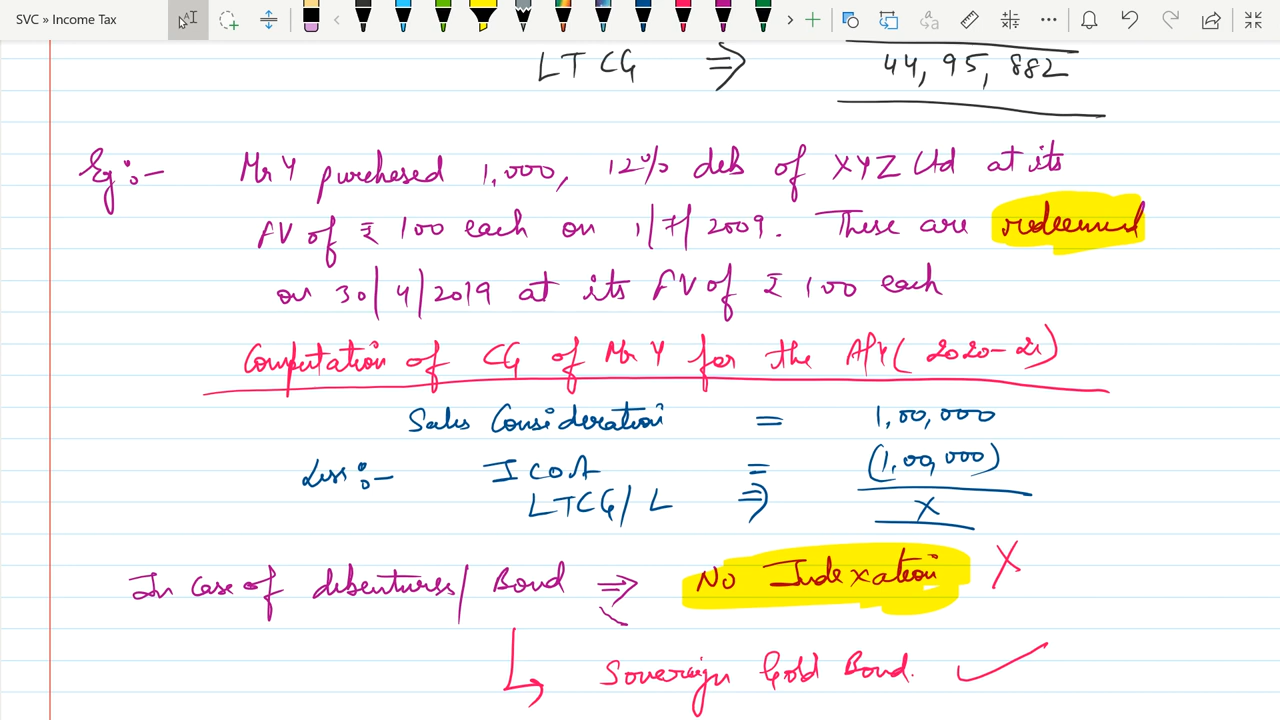 SVC » Income Tax
LTCG ⇒ 44,95,882
Eg:- Mr Y purchased 1,000, 12% deb of XYZ Ltd at its
FV of ₹ 100 each on 1/7/2009. These are redeemed
on 30/4/2019 at its FV of ₹ 100 each
Computation of CG of Mr Y for the A/Y (2020-21)
Sales Consideration = 1,00,000
Less:- ICOA = (1,00,000)
LTCG/L ⇒ X
In case of debentures/Bond ⇒ No Indexation X
Sovereign Gold Bond. ✓